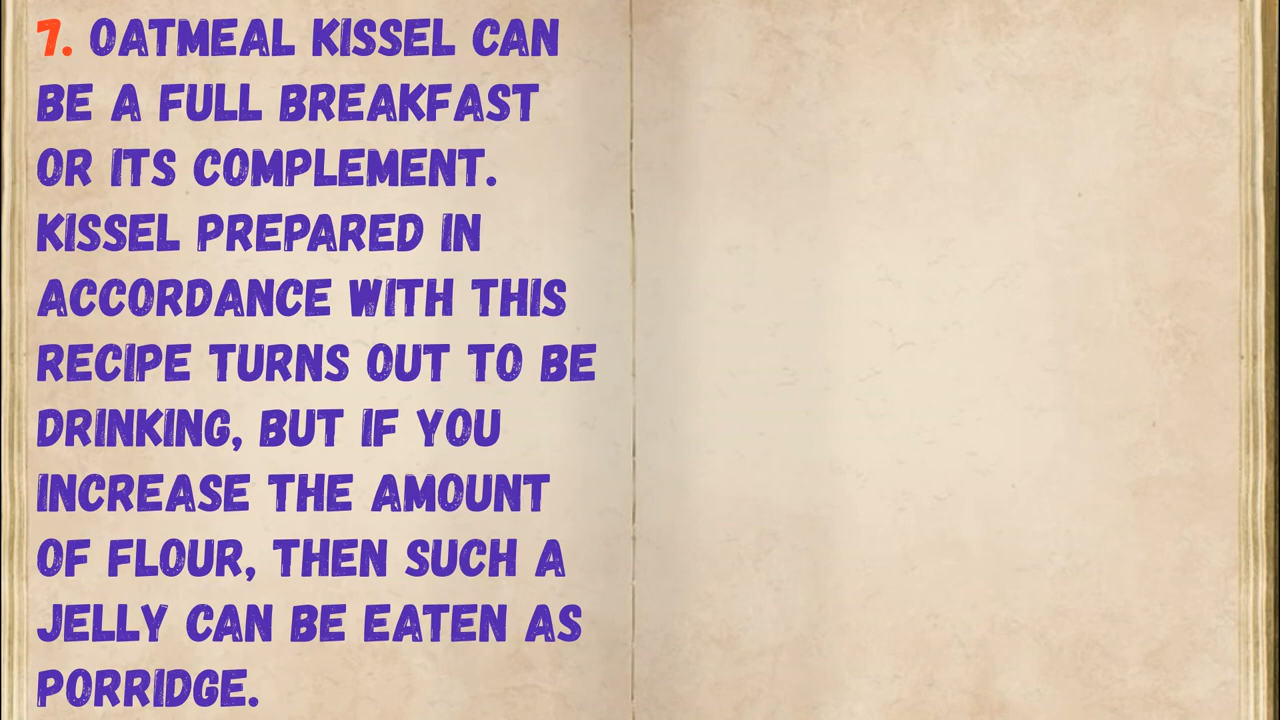 7. OATMEAL KISSEL CAN
BE A FULL BREAKFAST
OR ITS COMPLEMENT.
KISSEL PREPARED IN
ACCORDANCE WITH THIS
RECIPE TURNS OUT TO BE
DRINKING, BUT IF YOU
INCREASE THE AMOUNT
OF FLOUR, THEN SUCH A
JELLY CAN BE EATEN AS
PORRIDGE.